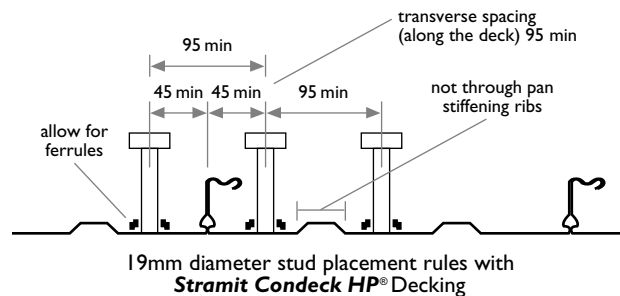 transverse spacing
(along the deck) 95 min
95 min
45 min 45 min 95 min
not through pan
stiffening ribs
allow for
ferrules
19mm diameter stud placement rules with
Stramit Condeck HP® Decking